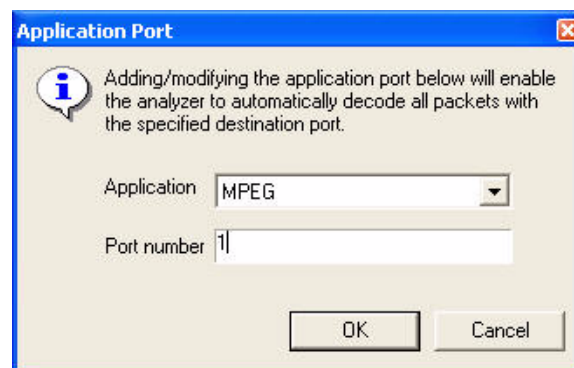 Application Port
Adding/modifying the application port below will enable
the analyzer to automatically decode all packets with
the specified destination port.
Application MPEG
Port number 1
OK Cancel